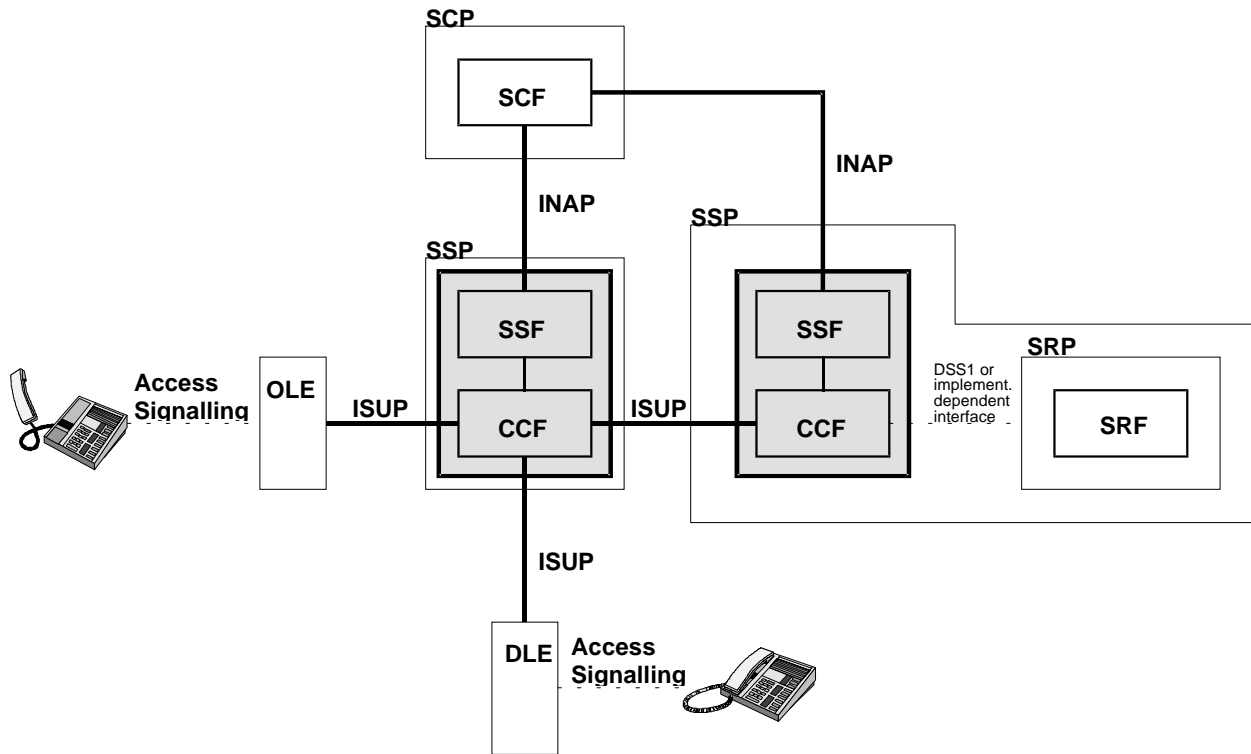 SCP
SCF
INAP
INAP
SSP
SSP
SSF
SSF
SRP
DSS1 or
implement.
dependent
interface
Access
Signalling
OLE
ISUP
CCF
ISUP
CCF
SRF
ISUP
DLE
Access
Signalling